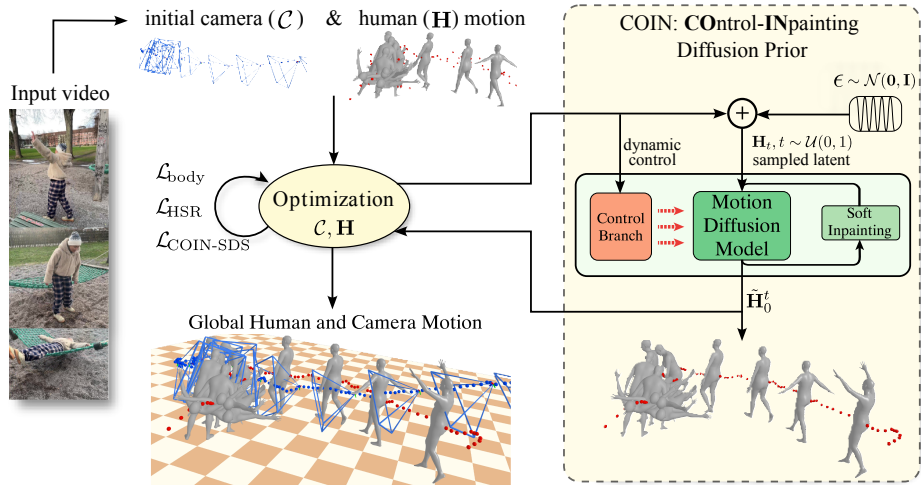 initial camera (𝒞) & human (𝐇) motion
Input video
ℒbody
ℒHSR
ℒCOIN-SDS
Optimization
𝒞, 𝐇
Global Human and Camera Motion
COIN: COntrol-INpainting
Diffusion Prior
ϵ ∼ 𝒩(𝟎, 𝐈)
+
dynamic
control
𝐇ₜ, t ∼ 𝒰(0, 1)
sampled latent
Control
Branch
Motion
Diffusion
Model
Soft
Inpainting
𝐇̃₀ᵗ